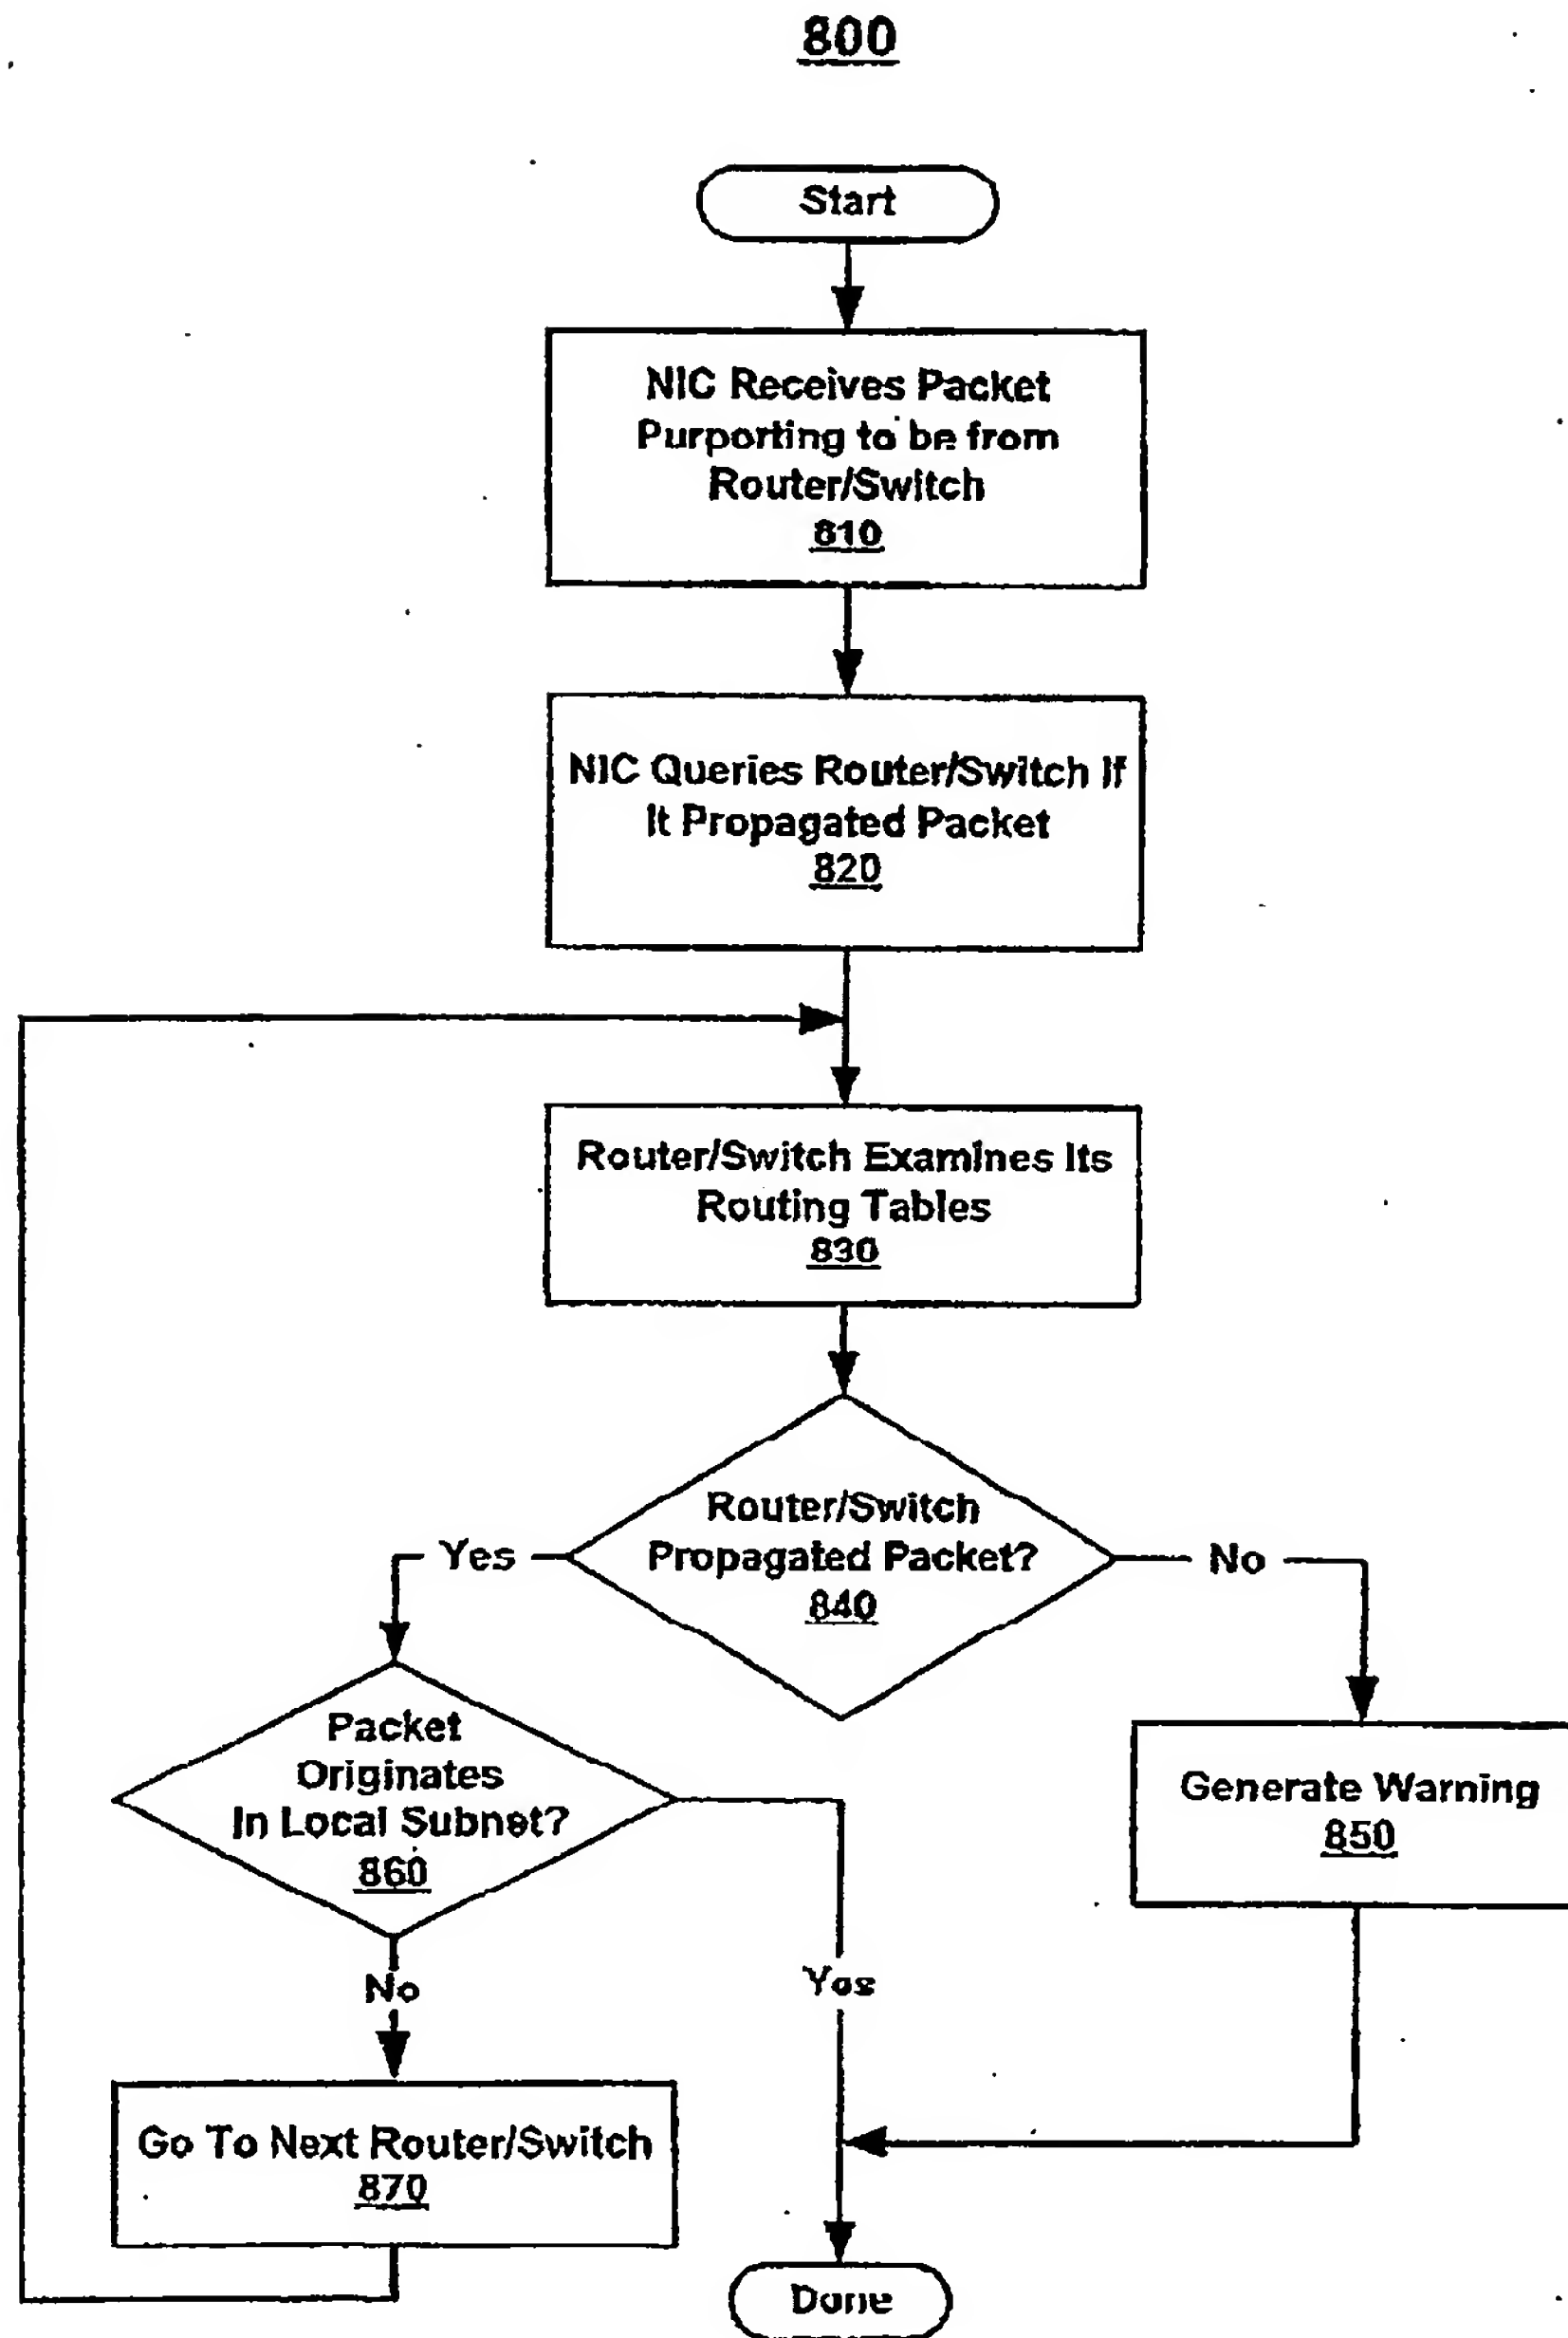 800
Start
NIC Receives Packet
Purporting to be from
Router/Switch
810
NIC Queries Router/Switch If
It Propagated Packet
820
Router/Switch Examines Its
Routing Tables
830
Router/Switch
Propagated Packet?
840
Yes
No
Packet
Originates
In Local Subnet?
860
Generate Warning
850
No
Yes
Go To Next Router/Switch
870
Done